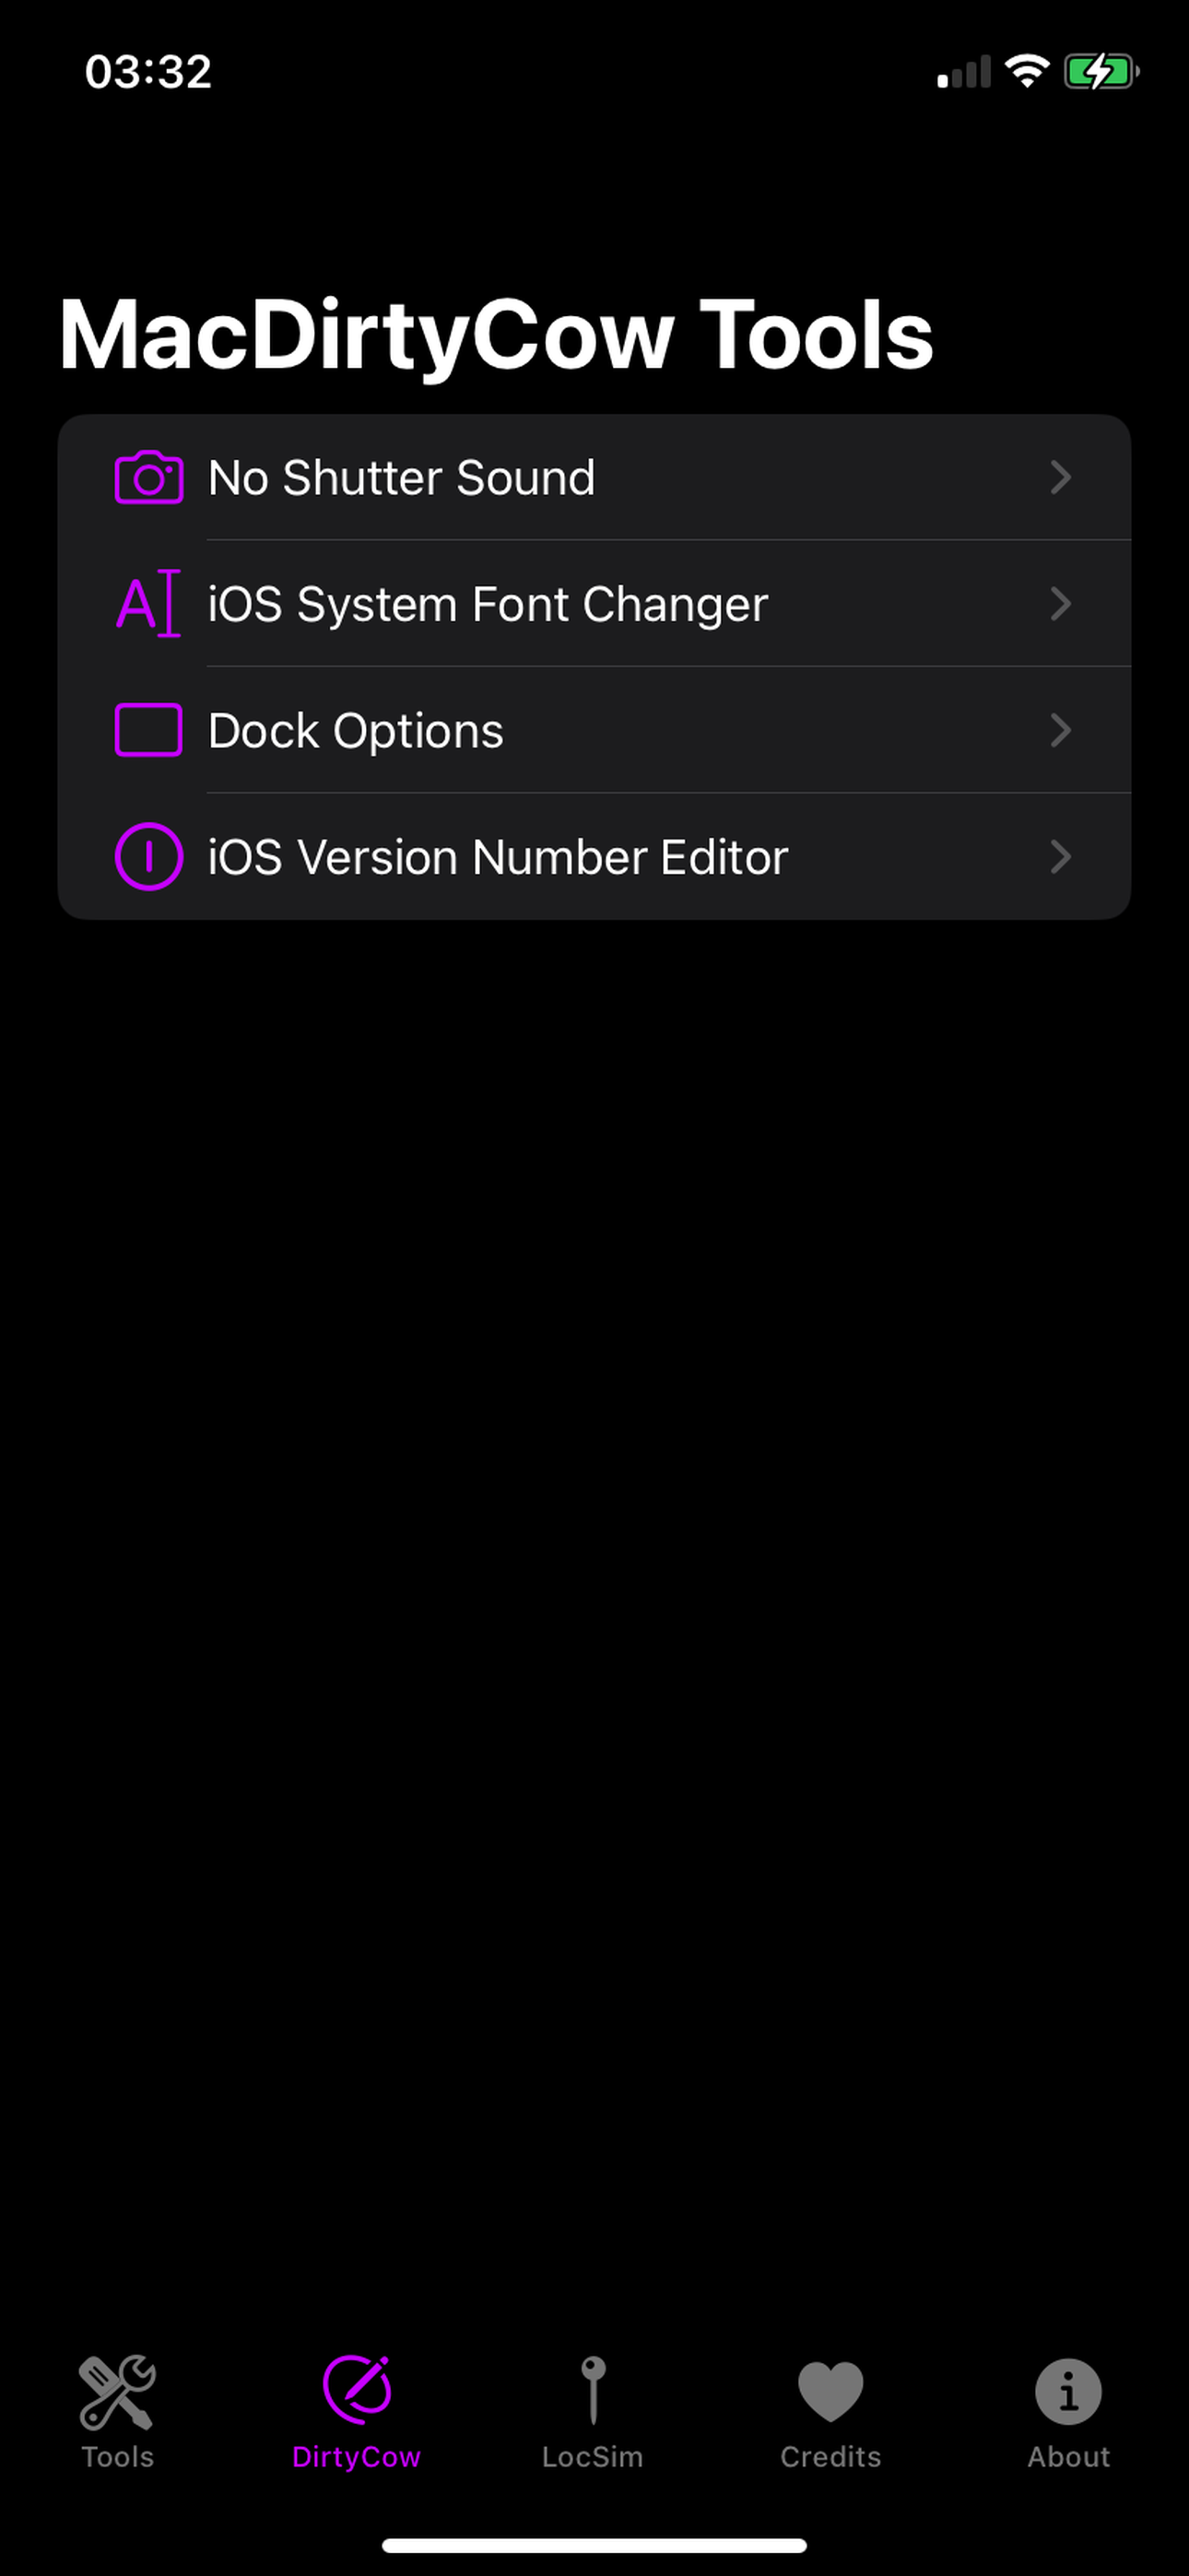 03:32
MacDirtyCow Tools
No Shutter Sound
iOS System Font Changer
Dock Options
iOS Version Number Editor
Tools
DirtyCow
LocSim
Credits
About